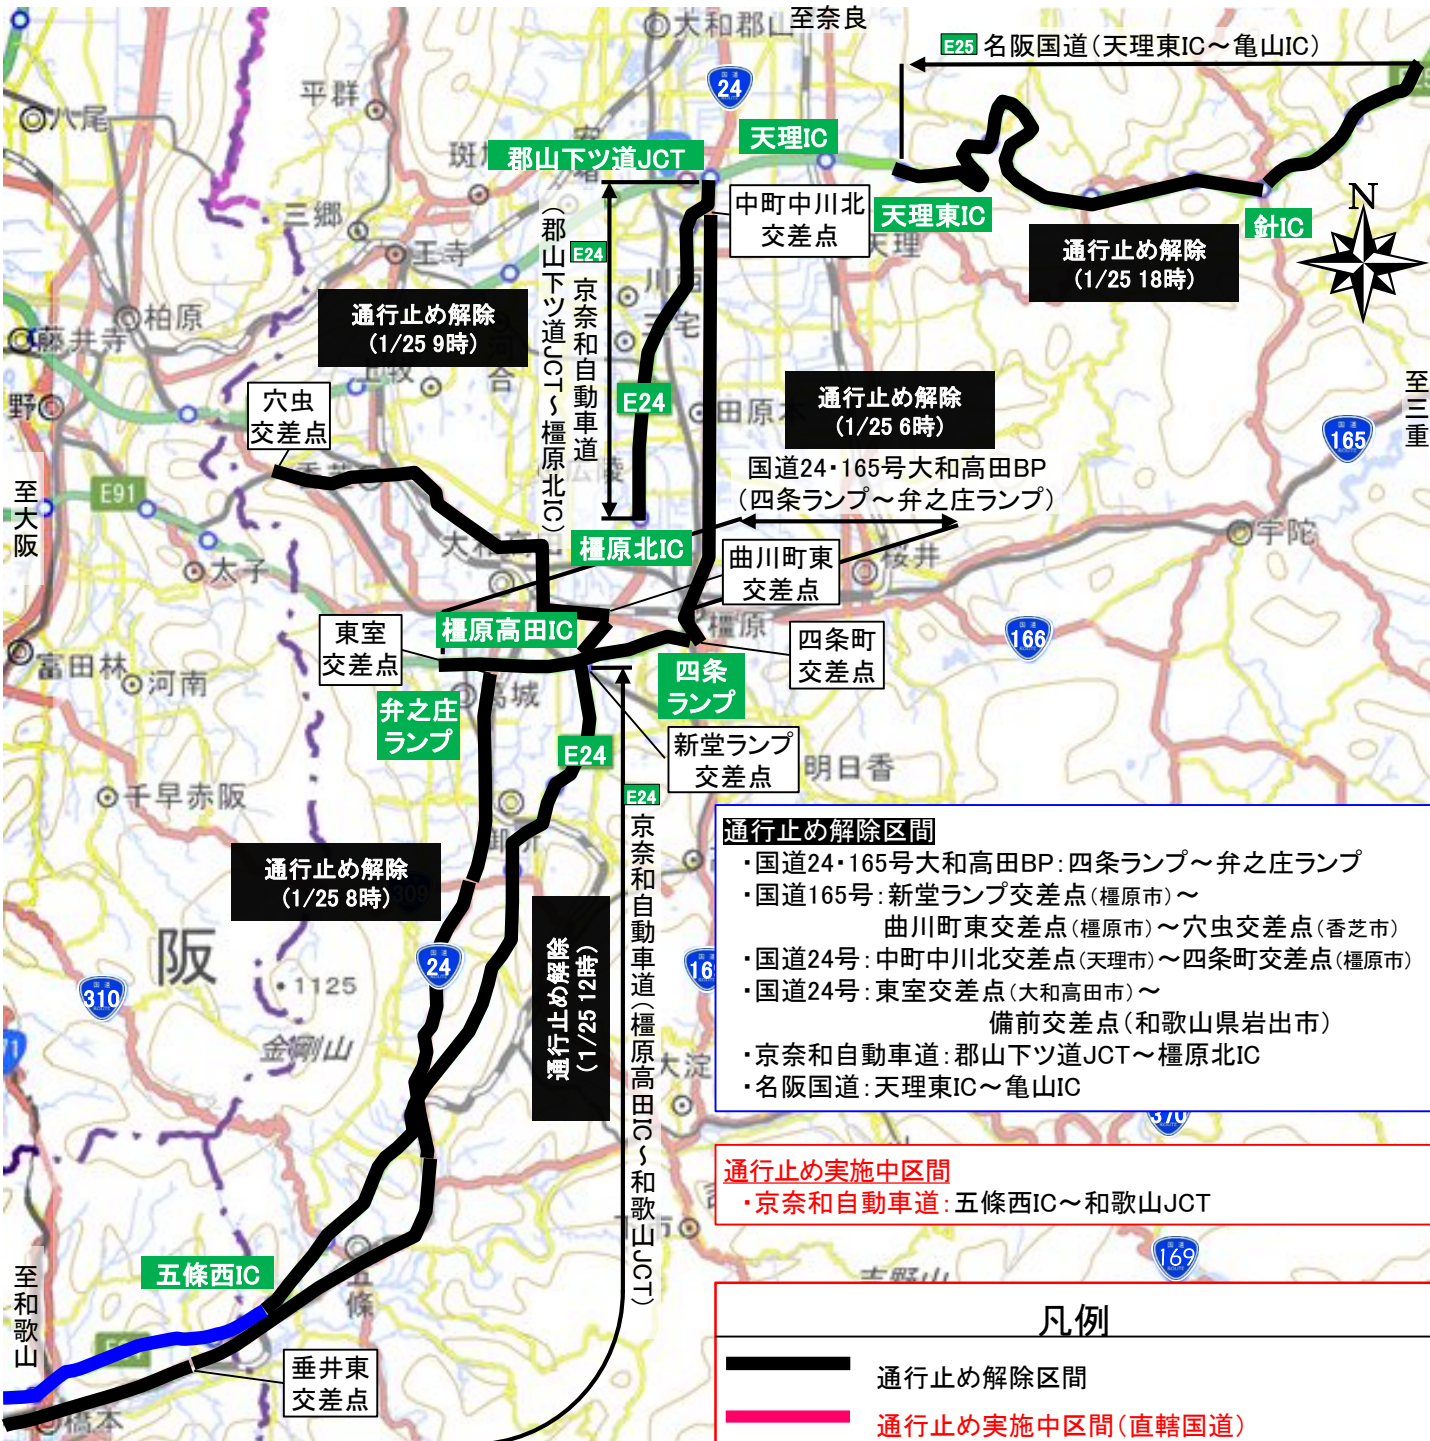 至奈良
大和郡山
E25 名阪国道(天理東IC～亀山IC)
国道 24 ROUTE
平群
八尾
天理IC
郡山下ツ道JCT
中町中川北
交差点
天理東IC
針IC
N
天理
三郷
王寺
通行止め解除
(1/25 18時)
(郡山下ツ道JCT～橿原北IC)
E24 京奈和自動車道
通行止め解除
(1/25 9時)
柏原
藤井寺
至三重
E24
田原本
通行止め解除
(1/25 6時)
国道 165 ROUTE
穴虫
交差点
国道24・165号大和高田BP
(四条ランプ～弁之庄ランプ)
至大阪
E91
橿原北IC
曲川町東
交差点
桜井
宇陀
太子
東室
交差点
橿原高田IC
橿原
四条町
交差点
国道 166 ROUTE
富田林
河南
四条
ランプ
弁之庄
ランプ
葛城
E24
新堂ランプ
交差点
明日香
千早赤阪
E24 京奈和自動車道(橿原高田IC～和歌山JCT)
通行止め解除区間
・国道24・165号大和高田BP：四条ランプ～弁之庄ランプ
・国道165号：新堂ランプ交差点(橿原市)～
曲川町東交差点(橿原市)～穴虫交差点(香芝市)
・国道24号：中町中川北交差点(天理市)～四条町交差点(橿原市)
・国道24号：東室交差点(大和高田市)～
備前交差点(和歌山県岩出市)
・京奈和自動車道：郡山下ツ道JCT～橿原北IC
・名阪国道：天理東IC～亀山IC
通行止め解除
(1/25 8時)
通行止め解除
(1/25 12時)
阪
国道 24 ROUTE
国道 310 ROUTE
1125
金剛山
大淀
370
通行止め実施中区間
・京奈和自動車道：五條西IC～和歌山JCT
国道 169 ROUTE
吉野山
五條西IC
五條
至和歌山
垂井東
交差点
橋本
凡例
通行止め解除区間
通行止め実施中区間(直轄国道)